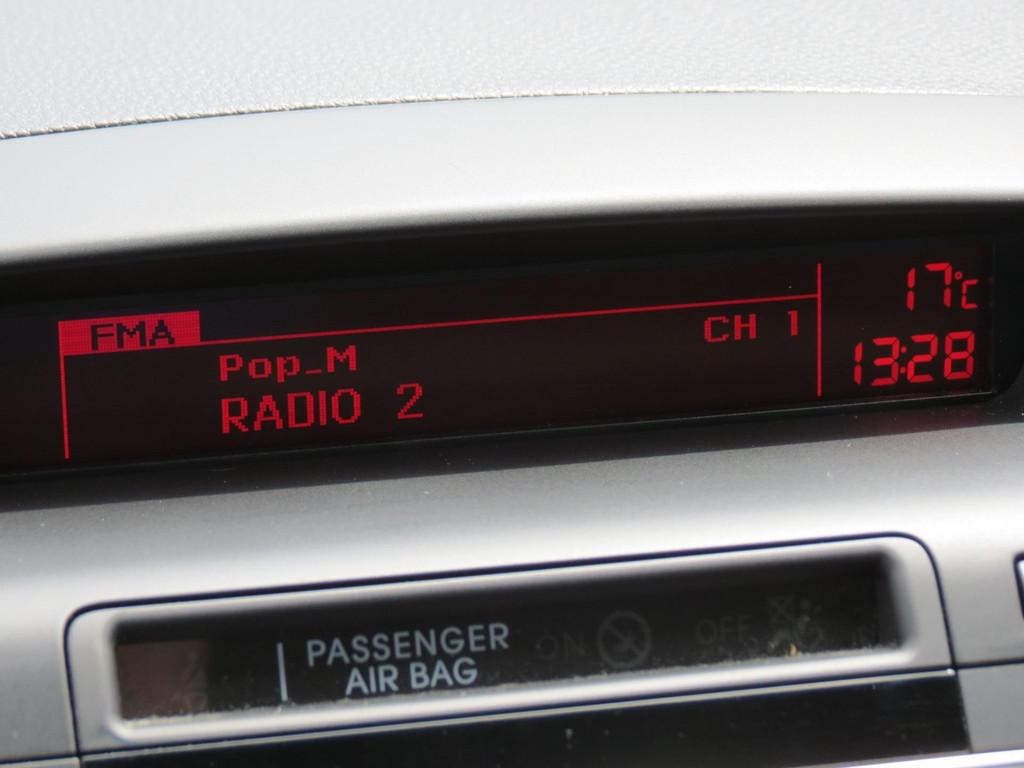 FMA
Pop_M
CH 1
RADIO 2
17°C
13:28
PASSENGER
AIR BAG
ON
OFF